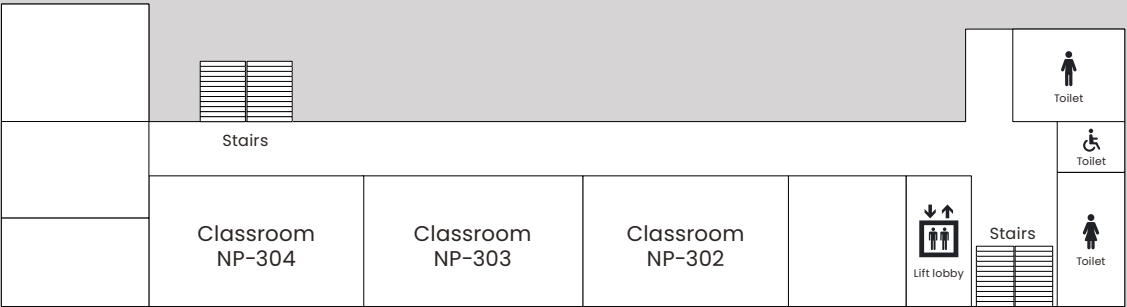 Toilet
Stairs
Toilet
Classroom
NP-304
Classroom
NP-303
Classroom
NP-302
Lift lobby
Stairs
Toilet